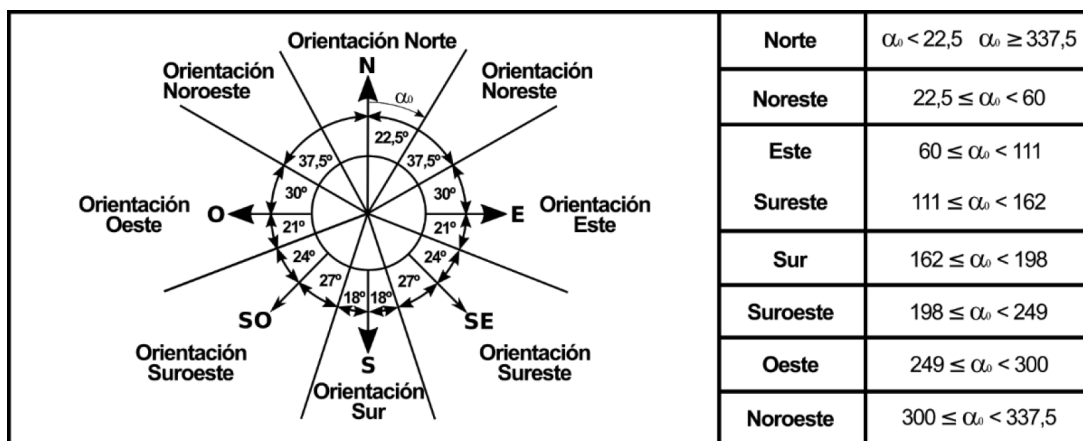 Orientación Norte
N
Orientación
Noroeste
α₀
Orientación
Noreste
22,5º
37,5º
37,5º
30º
30º
Orientación
Oeste
O
E
Orientación
Este
21º
21º
24º
24º
27º
27º
18º
18º
SO
SE
S
Orientación
Suroeste
Orientación
Sur
Orientación
Sureste
Norte α₀ < 22,5 α₀ ≥ 337,5
Noreste 22,5 ≤ α₀ < 60
Este 60 ≤ α₀ < 111
Sureste 111 ≤ α₀ < 162
Sur 162 ≤ α₀ < 198
Suroeste 198 ≤ α₀ < 249
Oeste 249 ≤ α₀ < 300
Noroeste 300 ≤ α₀ < 337,5